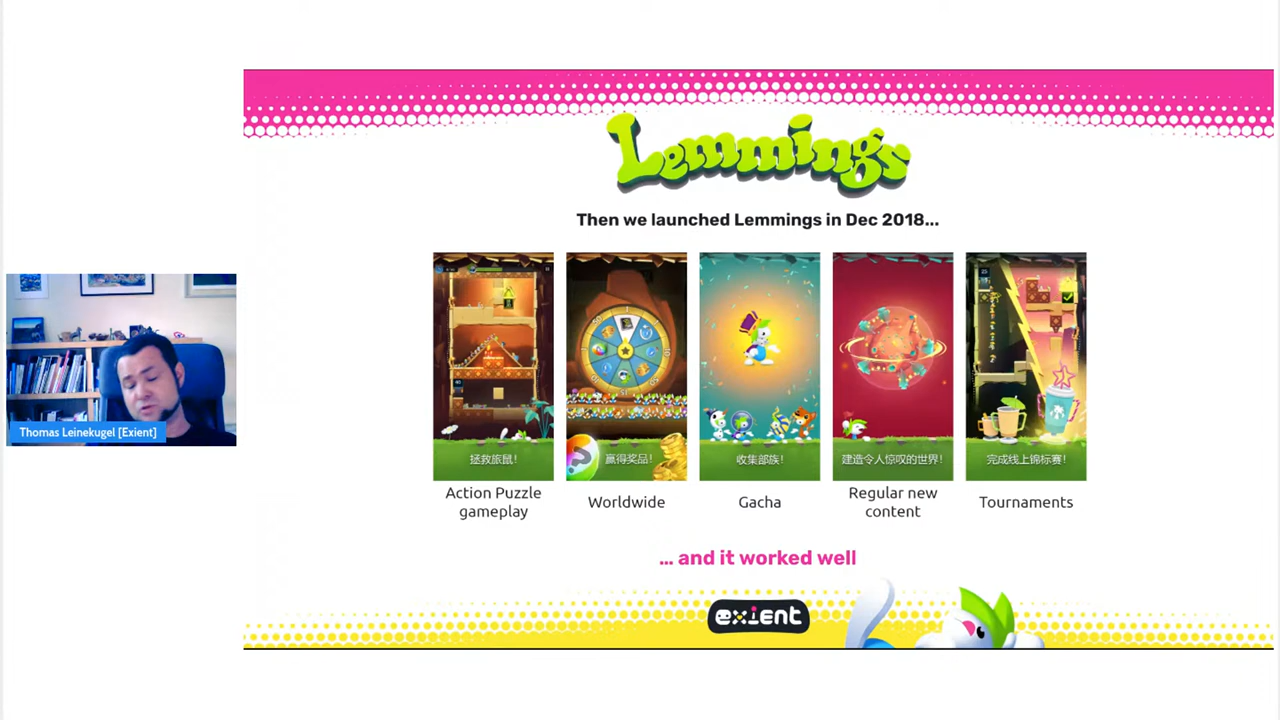 Lemmings
Then we launched Lemmings in Dec 2018...
拯救旅鼠!
赢得奖品!
收集部族!
建造令人惊叹的世界!
完成线上锦标赛!
Action Puzzle
gameplay
Worldwide
Gacha
Regular new
content
Tournaments
... and it worked well
exient
Thomas Leinekugel [Exient]